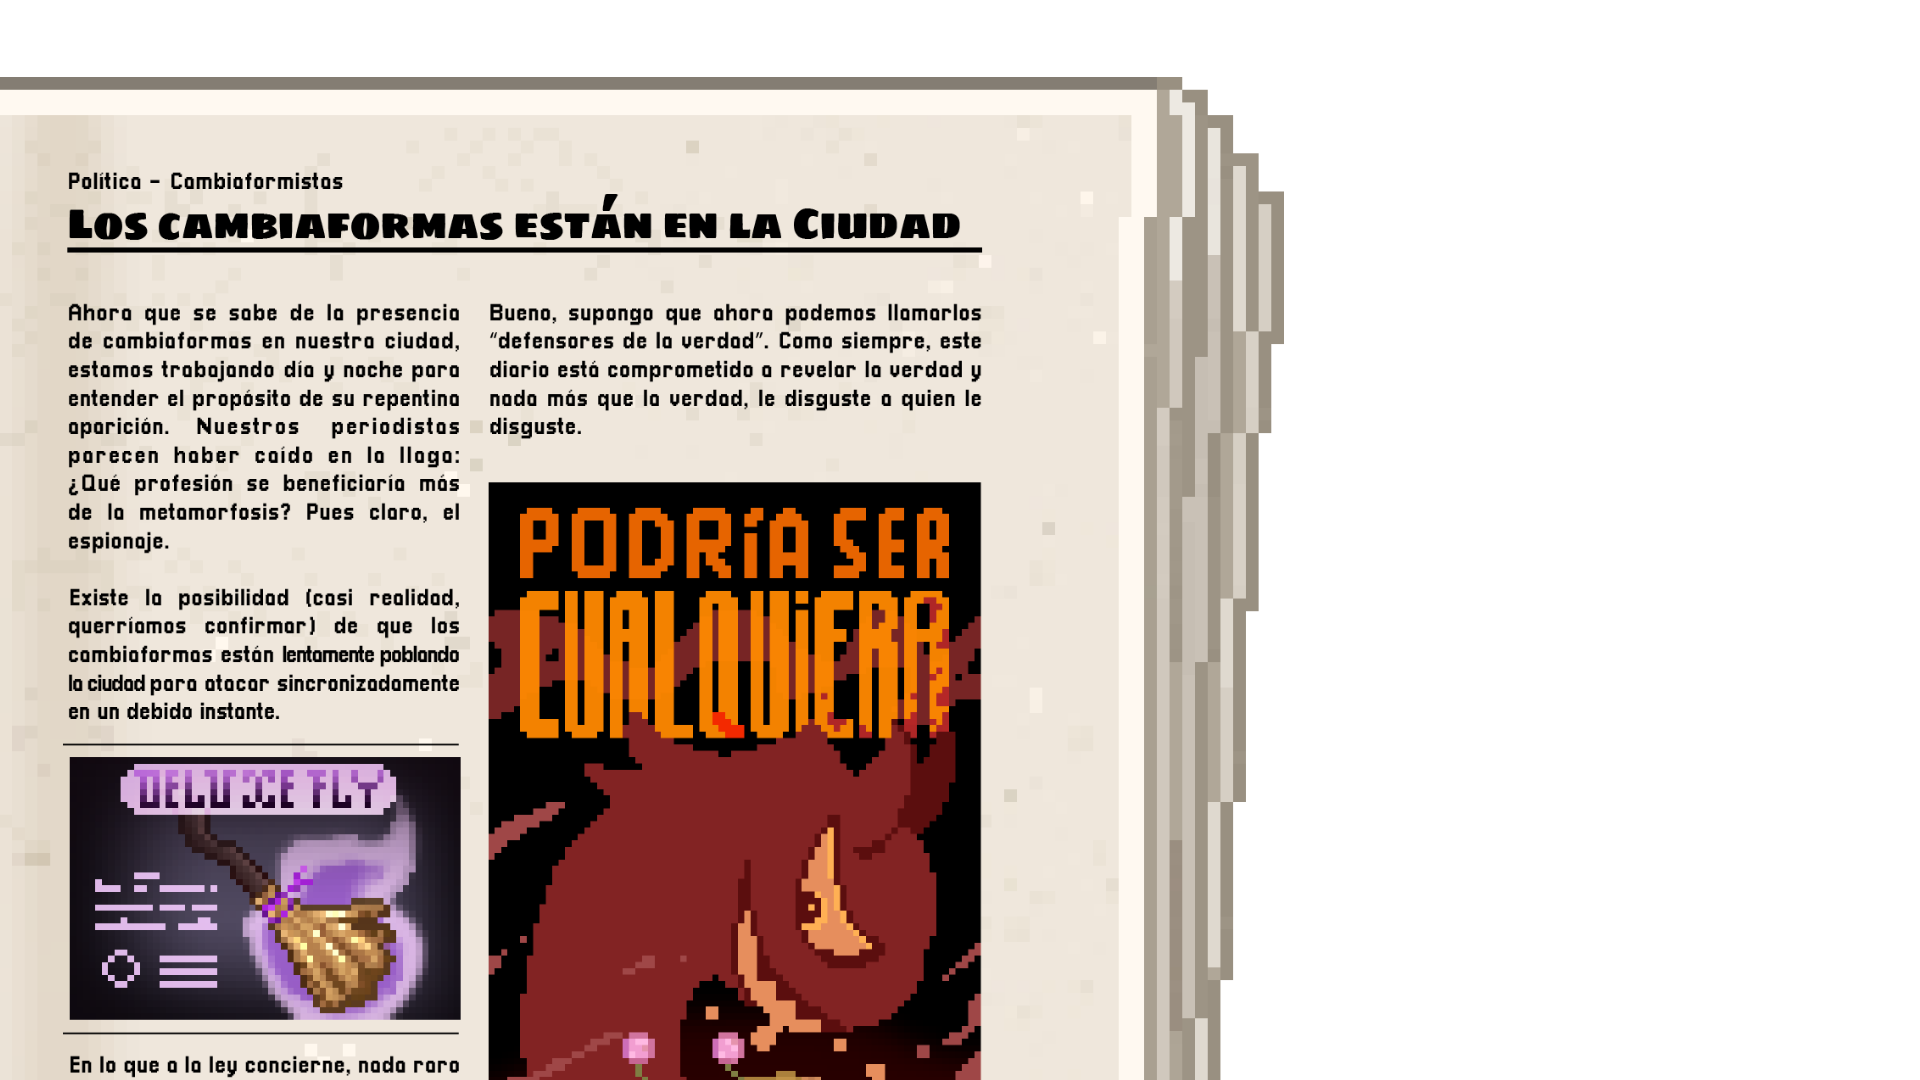 Política – Cambiaformistas
Los cambiaformas están en la Ciudad
Ahora que se sabe de la presencia
de cambiaformas en nuestra ciudad,
estamos trabajando día y noche para
entender el propósito de su repentina
aparición. Nuestros periodistas
parecen haber caído en la llaga:
¿Qué profesión se beneficiaría más
de la metamorfosis? Pues claro, el
espionaje.
Existe la posibilidad (casi realidad,
querríamos confirmar) de que los
cambiaformas están lentamente poblando
la ciudad para atacar sincronizadamente
en un debido instante.
DELUXE FLY
En lo que a la ley concierne, nada raro
Bueno, supongo que ahora podemos llamarlos
“defensores de la verdad”. Como siempre, este
diario está comprometido a revelar la verdad y
nada más que la verdad, le disguste a quien le
disguste.
PODRÍA SER
CUALQUIERA